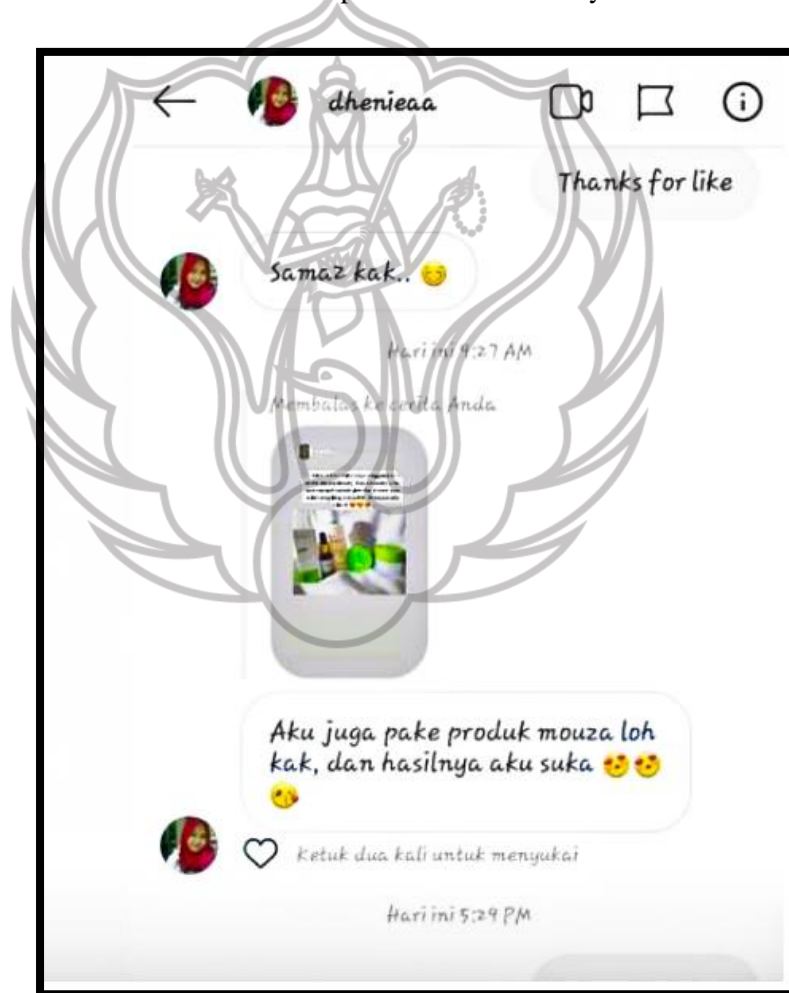 dhenieaa
Thanks for like
Sama2 kak.. 😁
Hari ini 9:27 AM
Membalas ke cerita Anda
Aku juga pake produk mouza loh
kak, dan hasilnya aku suka 😍😍
😘
Ketuk dua kali untuk menyukai
Hari ini 5:29 PM